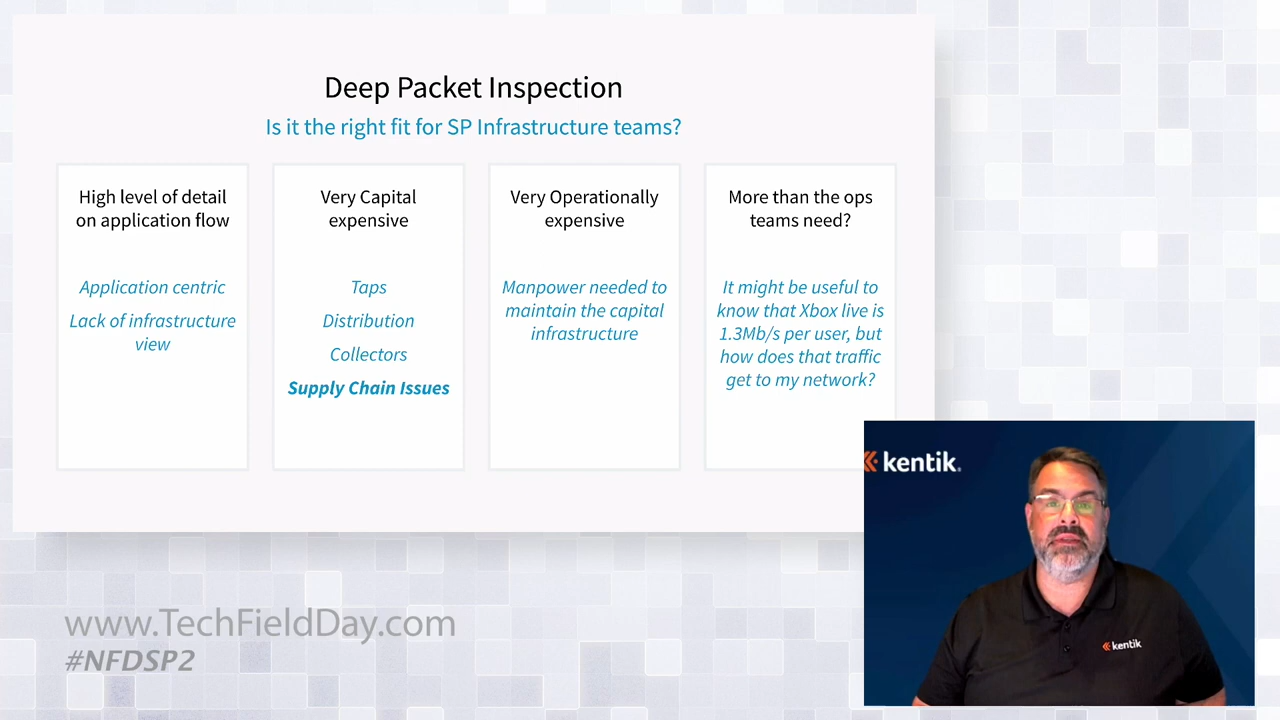 Deep Packet Inspection
Is it the right fit for SP Infrastructure teams?
High level of detail
on application flow
Application centric
Lack of infrastructure
view
Very Capital
expensive
Taps
Distribution
Collectors
Supply Chain Issues
Very Operationally
expensive
Manpower needed to
maintain the capital
infrastructure
More than the ops
teams need?
It might be useful to
know that Xbox live is
1.3Mb/s per user, but
how does that traffic
get to my network?
kentik.
kentik
www.TechFieldDay.com
#NFDSP2